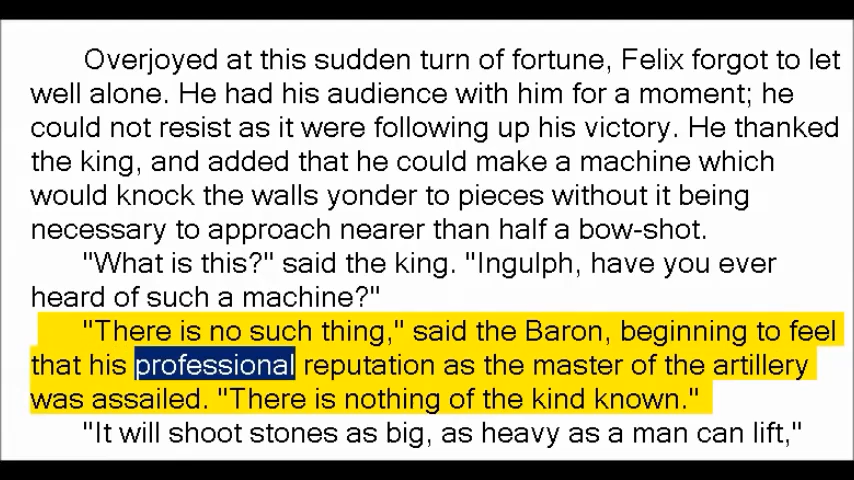 Overjoyed at this sudden turn of fortune, Felix forgot to let
well alone. He had his audience with him for a moment; he
could not resist as it were following up his victory. He thanked
the king, and added that he could make a machine which
would knock the walls yonder to pieces without it being
necessary to approach nearer than half a bow-shot.
"What is this?" said the king. "Ingulph, have you ever
heard of such a machine?"
"There is no such thing," said the Baron, beginning to feel
that his professional reputation as the master of the artillery
was assailed. "There is nothing of the kind known."
"It will shoot stones as big, as heavy as a man can lift,"